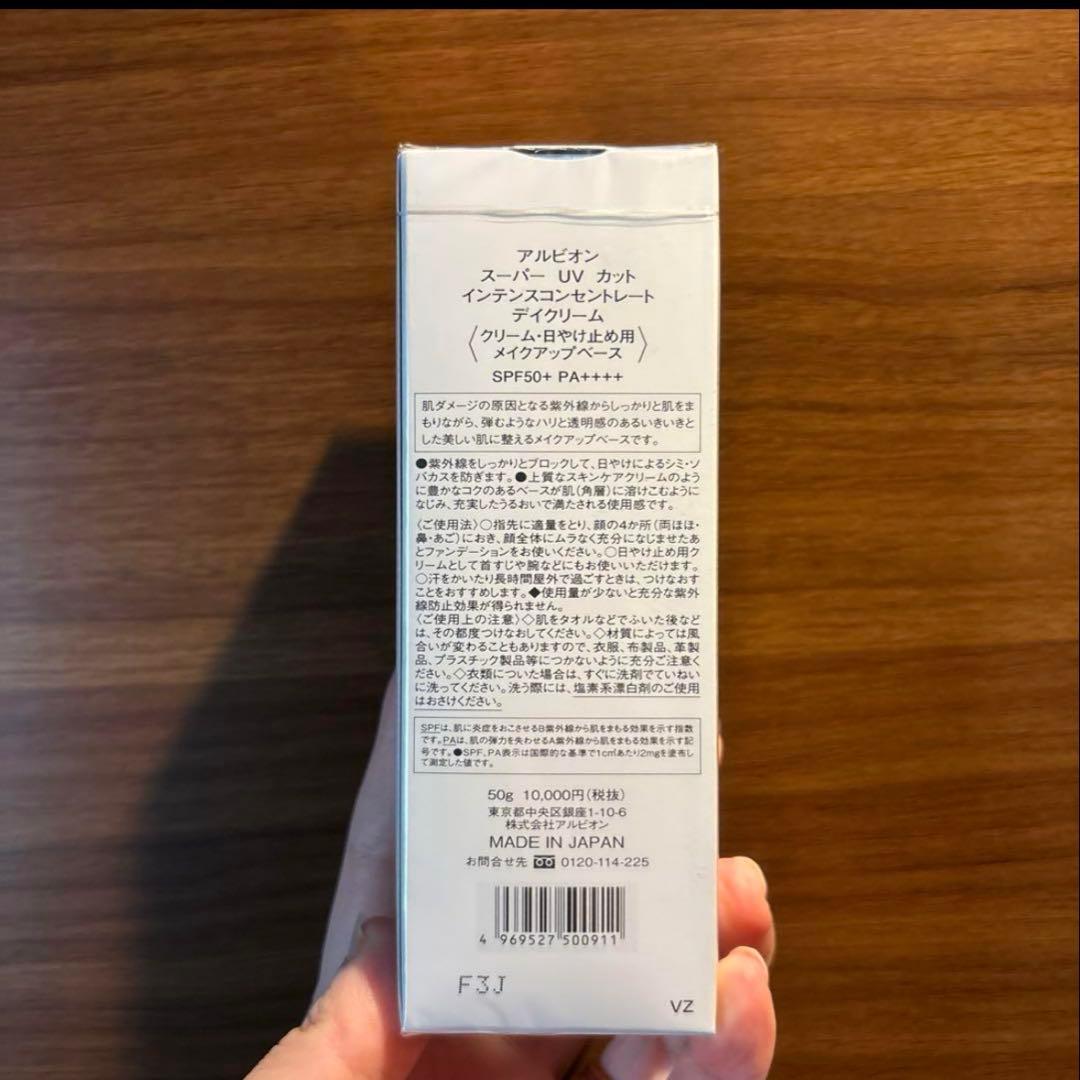 アルビオン
スーパー UV カット
インテンスコンセントレート
デイクリーム
〈クリーム・日やけ止め用
メイクアップベース〉
SPF50+ PA++++
肌ダメージの原因となる紫外線からしっかりと肌をま
もりながら、弾むようなハリと透明感のあるいきいきと
した美しい肌に整えるメイクアップベースです。
●紫外線をしっかりとブロックして、日やけによるシミ・ソ
バカスを防ぎます。●上質なスキンケアクリームのよう
に豊かなコクのあるベースが肌(角層)に溶けこむように
なじみ、充実したうるおいで満たされる使用感です。
〈ご使用法〉○指先に適量をとり、顔の4か所(両ほほ・
鼻・あご)におき、顔全体にムラなく充分になじませたあ
とファンデーションをお使いください。○日やけ止め用ク
リームとして首すじや腕などにもお使いいただけます。
○汗をかいたり長時間屋外で過ごすときは、つけなおす
ことをおすすめします。◆使用量が少ないと充分な紫外
線防止効果が得られません。
〈ご使用上の注意〉◇肌をタオルなどでふいた後など
は、その都度つけなおしてください。◇材質によっては風
合いが変わることもありますので、衣服、布製品、革製
品、プラスチック製品等につかないように充分ご注意く
ださい。◇衣類についた場合は、すぐに洗剤でていねい
に洗ってください。洗う際には、塩素系漂白剤のご使用
はおさけください。
SPFは、肌に炎症をおこさせるB紫外線から肌をまもる効果を示す指数
です。PAは、肌の弾力を失わせるA紫外線から肌をまもる効果を示す記
号です。●SPF、PA表示は国際的な基準で1cm²あたり2mgを塗布し
て測定した値です。
50g 10,000円(税抜)
東京都中央区銀座1-10-6
株式会社アルビオン
MADE IN JAPAN
お問合せ先 0120-114-225
4 969527 500911
F3J
VZ